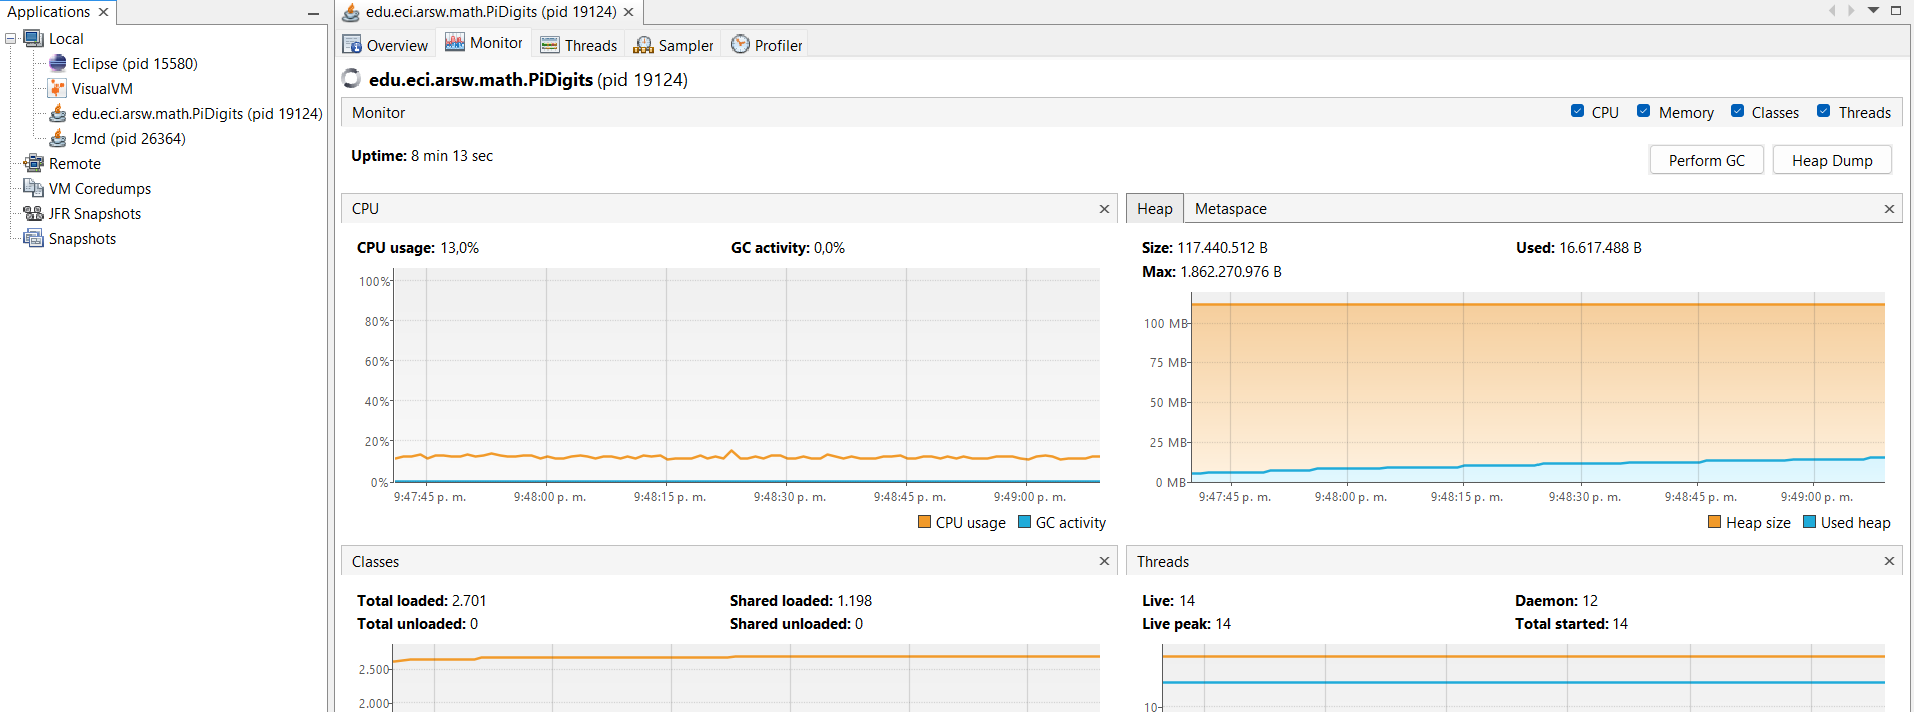 Applications
Local
Eclipse (pid 15580)
VisualVM
edu.eci.arsw.math.PiDigits (pid 19124)
Jcmd (pid 26364)
Remote
VM Coredumps
JFR Snapshots
Snapshots
edu.eci.arsw.math.PiDigits (pid 19124)
Overview Monitor Threads Sampler Profiler
edu.eci.arsw.math.PiDigits (pid 19124)
Monitor CPU Memory Classes Threads
Uptime: 8 min 13 sec
Perform GC Heap Dump
CPU
CPU usage: 13,0% GC activity: 0,0%
100%
80%
60%
40%
20%
0%
9:47:45 p. m. 9:48:00 p. m. 9:48:15 p. m. 9:48:30 p. m. 9:48:45 p. m. 9:49:00 p. m.
CPU usage GC activity
Heap Metaspace
Size: 117.440.512 B Used: 16.617.488 B
Max: 1.862.270.976 B
100 MB
75 MB
50 MB
25 MB
0 MB
9:47:45 p. m. 9:48:00 p. m. 9:48:15 p. m. 9:48:30 p. m. 9:48:45 p. m. 9:49:00 p. m.
Heap size Used heap
Classes
Total loaded: 2.701 Shared loaded: 1.198
Total unloaded: 0 Shared unloaded: 0
2.500
2.000
Threads
Live: 14 Daemon: 12
Live peak: 14 Total started: 14
10